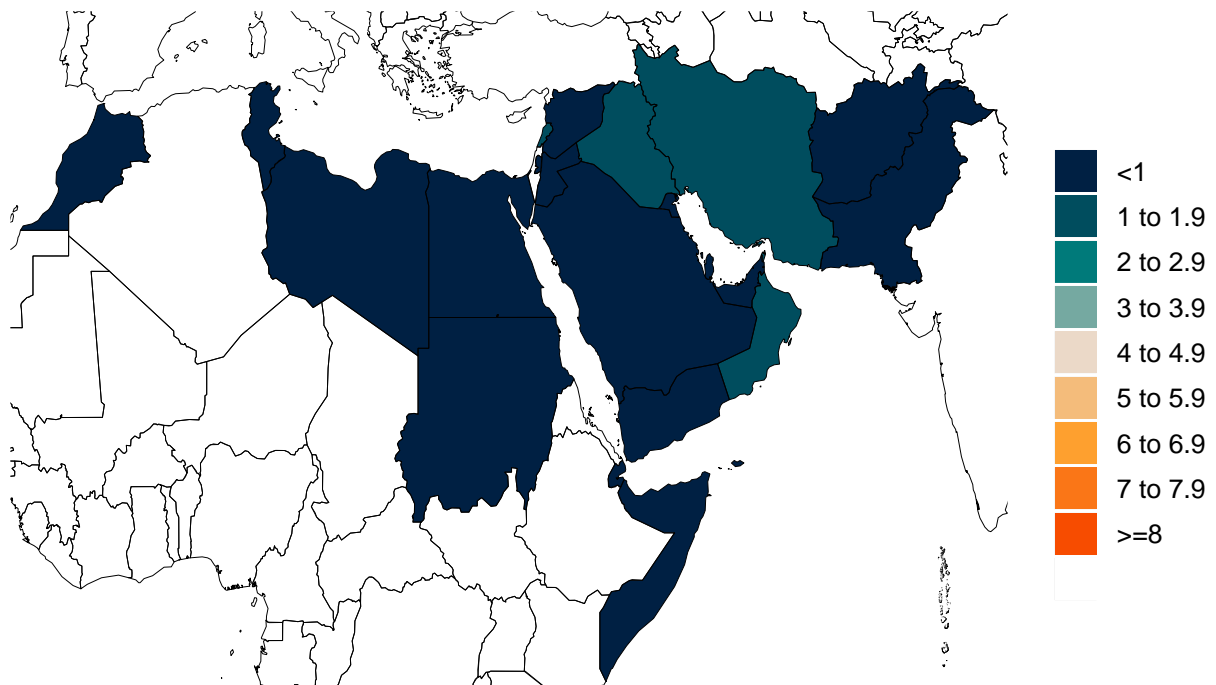 <1
1 to 1.9
2 to 2.9
3 to 3.9
4 to 4.9
5 to 5.9
6 to 6.9
7 to 7.9
>=8